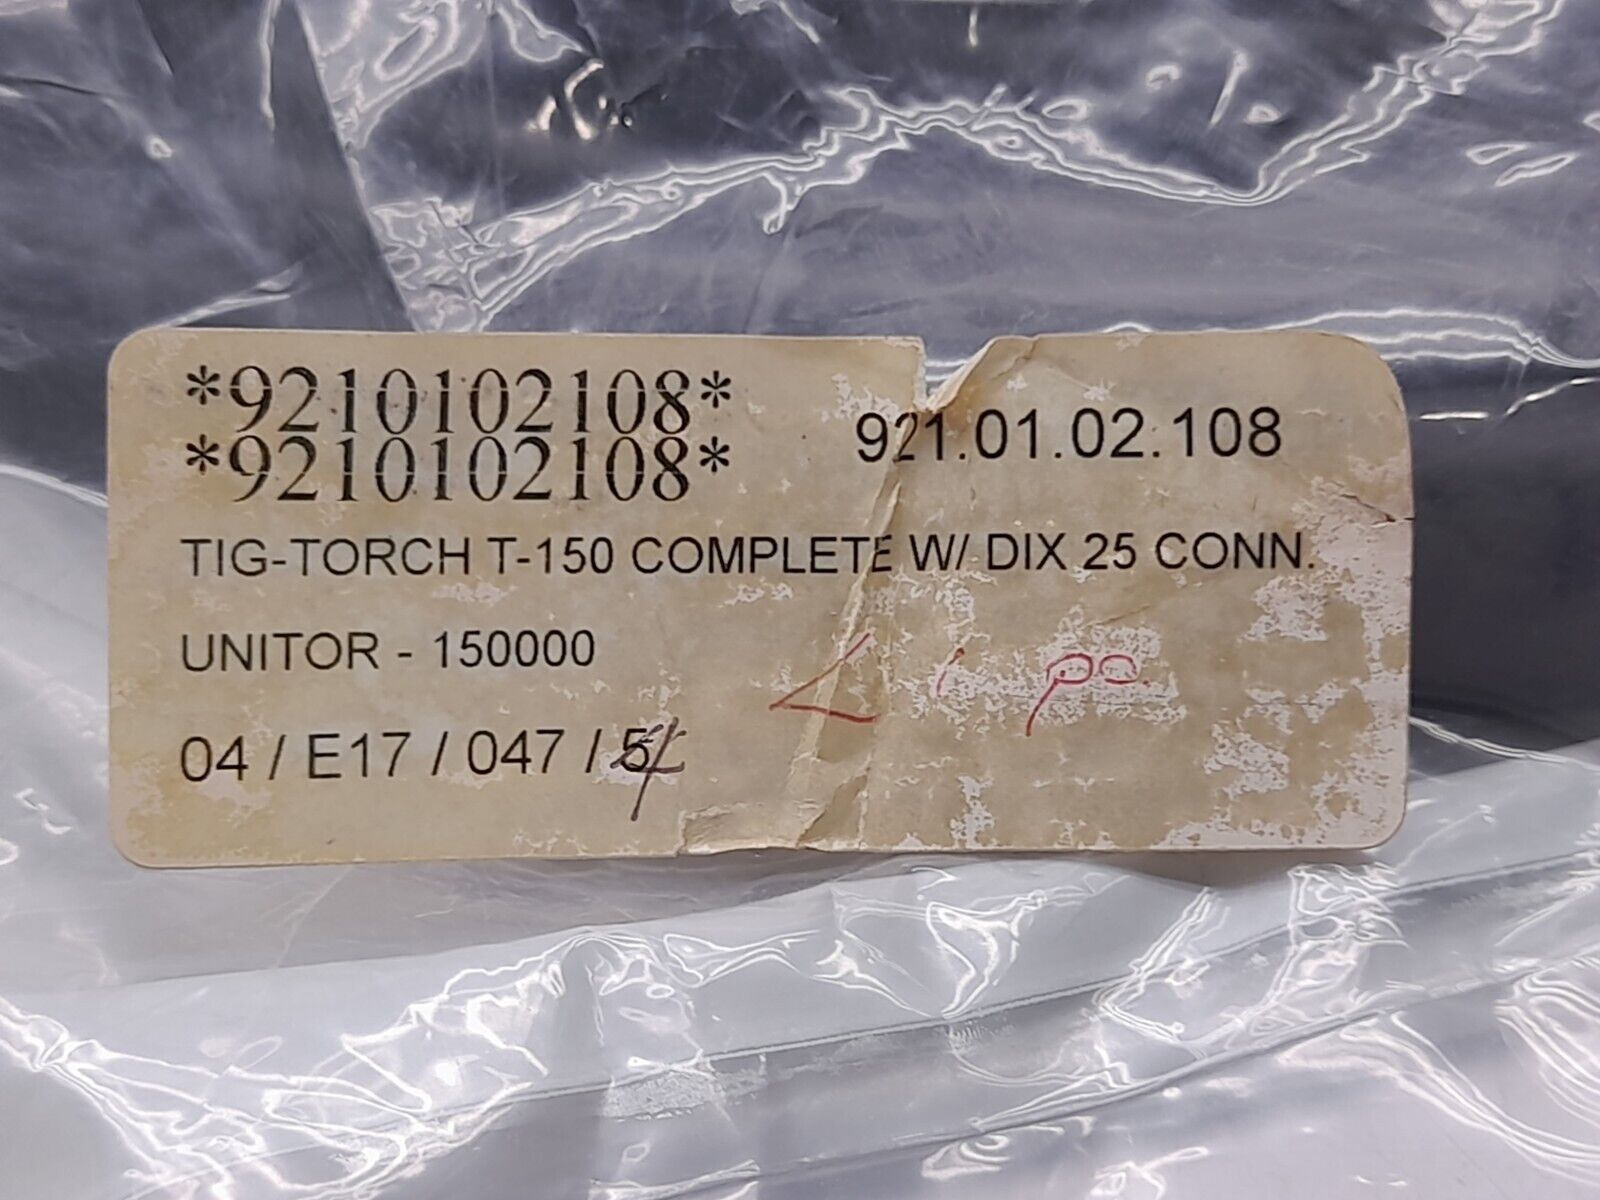 *9210102108*
*9210102108*
921.01.02.108
TIG-TORCH T-150 COMPLETE W/ DIX 25 CONN.
UNITOR - 150000
04 / E17 / 047 / 5